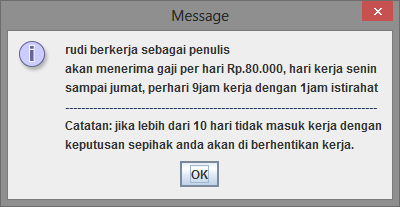 Message
rudi berkerja sebagai penulis
akan menerima gaji per hari Rp.80.000, hari kerja senin
sampai jumat, perhari 9jam kerja dengan 1jam istirahat
------------------------------------------------------------------------------
Catatan: jika lebih dari 10 hari tidak masuk kerja dengan
keputusan sepihak anda akan di berhentikan kerja.
OK